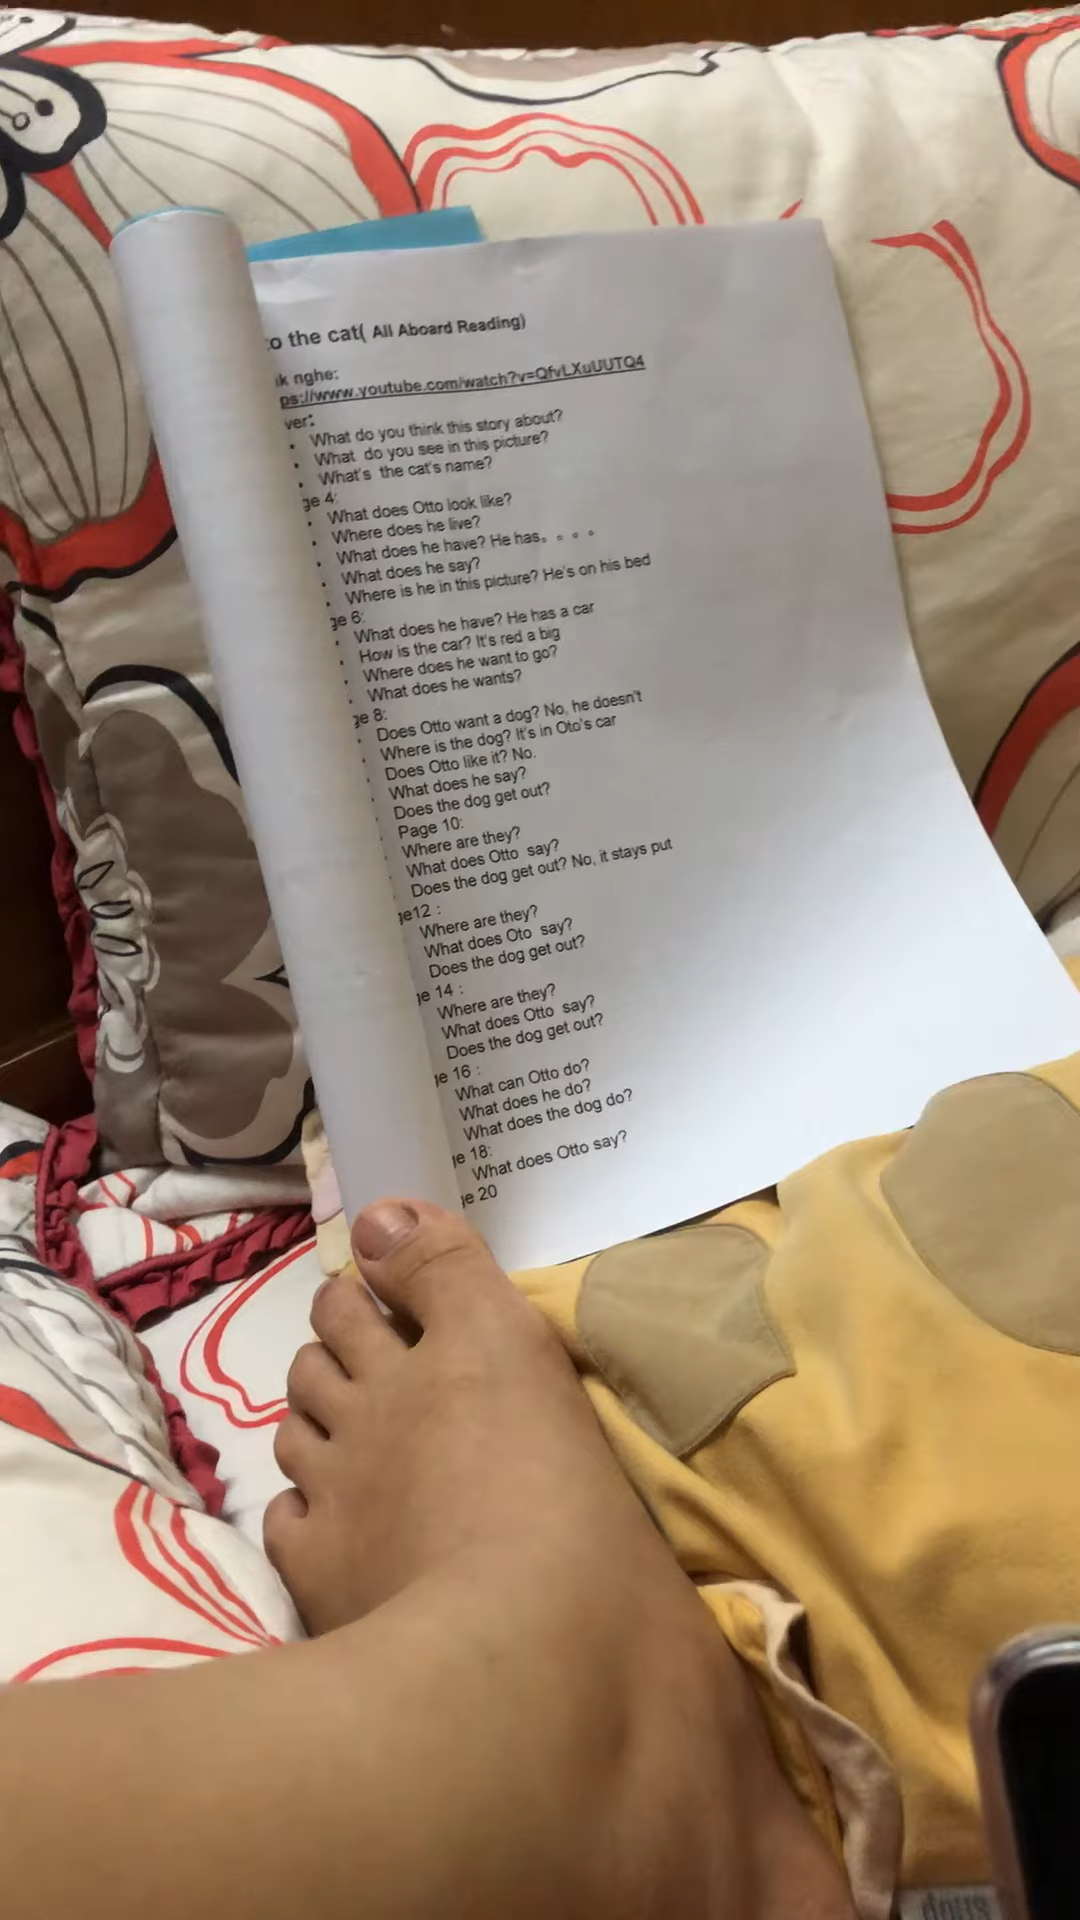 to the cat( All Aboard Reading)
ik nghe:
ps://www.youtube.com/watch?v=QfvLXuUUTQ4
ver:
What do you think this story about?
What do you see in this picture?
What's the cat's name?
ge 4:
What does Otto look like?
Where does he live?
What does he have? He has. . . .
What does he say?
Where is he in this picture? He's on his bed
ge 6:
What does he have? He has a car
How is the car? It's red a big
Where does he want to go?
What does he wants?
ge 8:
Does Otto want a dog? No, he doesn't
Where is the dog? It's in Oto's car
Does Otto like it? No.
What does he say?
Does the dog get out?
Page 10:
Where are they?
What does Otto say?
Does the dog get out? No, it stays put
ge12 :
Where are they?
What does Oto say?
Does the dog get out?
ge 14 :
Where are they?
What does Otto say?
Does the dog get out?
ge 16 :
What can Otto do?
What does he do?
What does the dog do?
ge 18:
What does Otto say?
ge 20